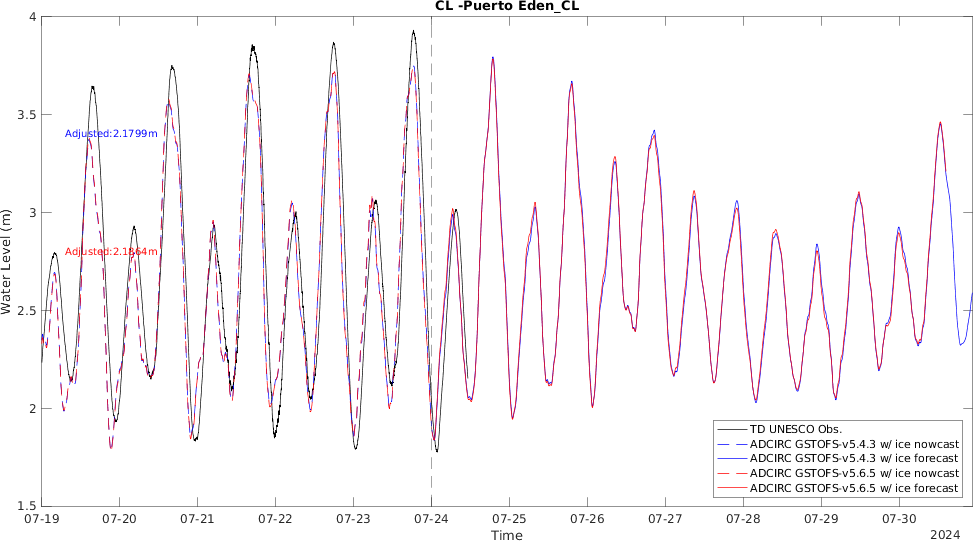 CL -Puerto Eden_CL
Water Level (m)
4
3.5
3
2.5
2
1.5
Adjusted:2.1799m
Adjusted:2.1864m
TD UNESCO Obs.
ADCIRC GSTOFS-v5.4.3 w/ ice nowcast
ADCIRC GSTOFS-v5.4.3 w/ ice forecast
ADCIRC GSTOFS-v5.6.5 w/ ice nowcast
ADCIRC GSTOFS-v5.6.5 w/ ice forecast
07-19 07-20 07-21 07-22 07-23 07-24 07-25 07-26 07-27 07-28 07-29 07-30
Time
2024